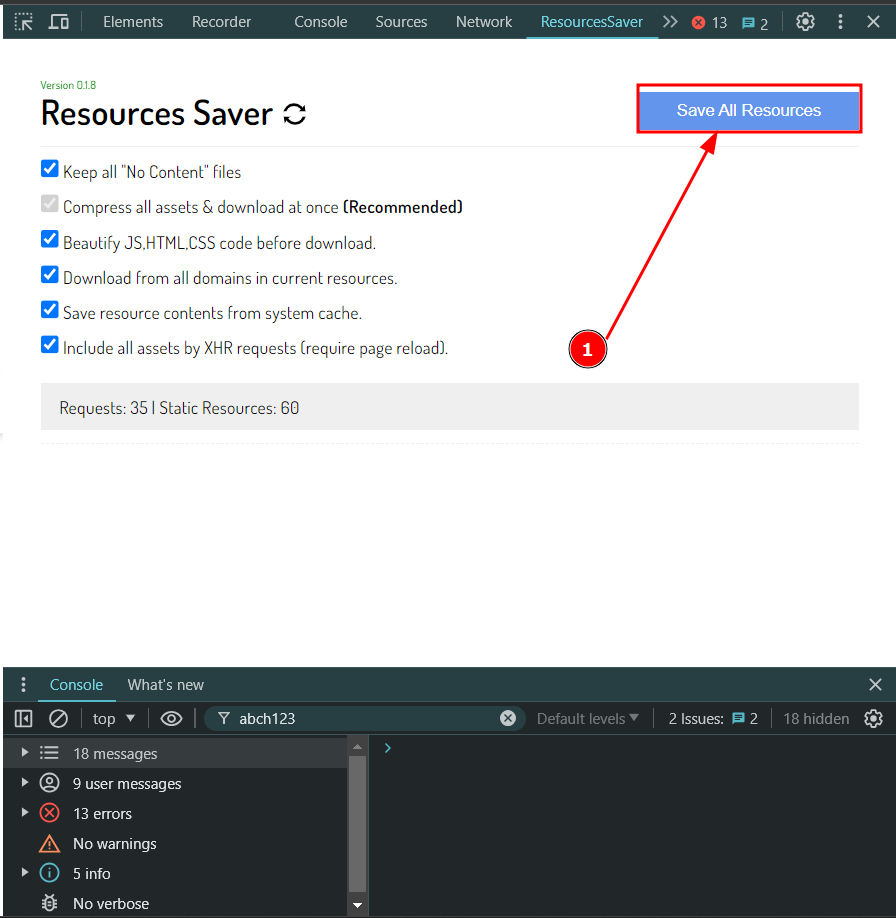 Elements Recorder Console Sources Network ResourcesSaver 13 2
Version 0.1.8
Resources Saver
Save All Resources
Keep all "No Content" files
Compress all assets & download at once (Recommended)
Beautify JS,HTML,CSS code before download.
Download from all domains in current resources.
Save resource contents from system cache.
Include all assets by XHR requests (require page reload).
1
Requests: 35 | Static Resources: 60
Console What's new
top abch123 Default levels 2 Issues: 2 18 hidden
18 messages
9 user messages
13 errors
No warnings
5 info
No verbose